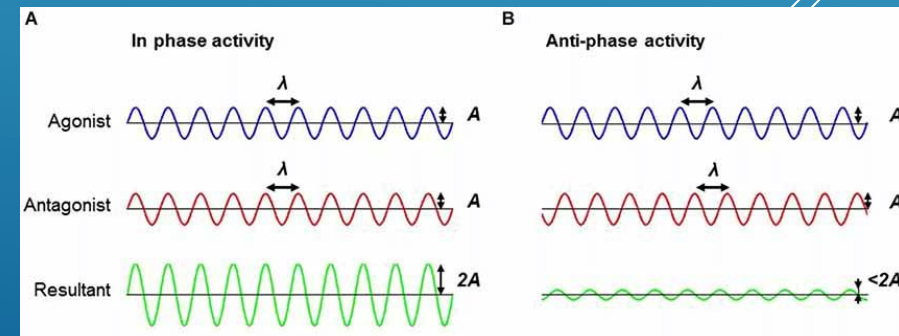 A
B
In phase activity
Anti-phase activity
λ
λ
Agonist
A
A
λ
λ
Antagonist
A
A
Resultant
2A
<2A